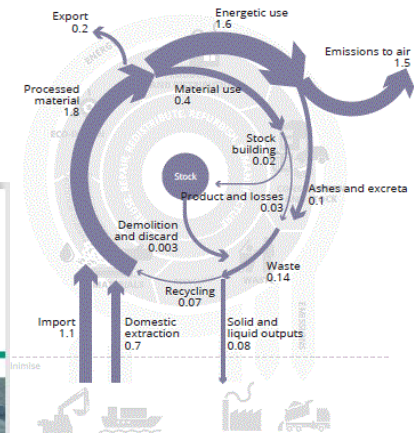 Energetic use
1.6
Export
0.2
Emissions to air
1.5
Processed
material
1.8
Material use
0.4
Stock
building
0.02
Stock
Product and losses
0.03
Ashes and excreta
0.1
Demolition
and discard
0.003
Waste
0.14
Recycling
0.07
Import
1.1
Domestic
extraction
0.7
Solid and
liquid outputs
0.08
inimise